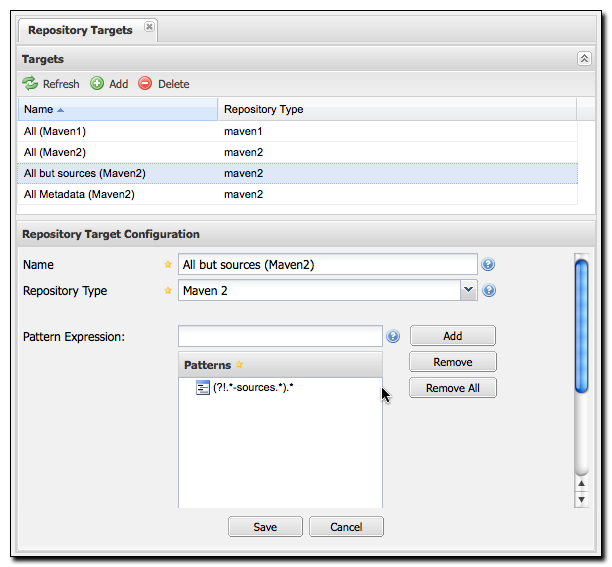 Repository Targets
Targets
Refresh Add Delete
Name Repository Type
All (Maven1) maven1
All (Maven2) maven2
All but sources (Maven2) maven2
All Metadata (Maven2) maven2
Repository Target Configuration
Name All but sources (Maven2)
Repository Type Maven 2
Pattern Expression: Add
Patterns Remove
(?!.*-sources.*).* Remove All
Save Cancel